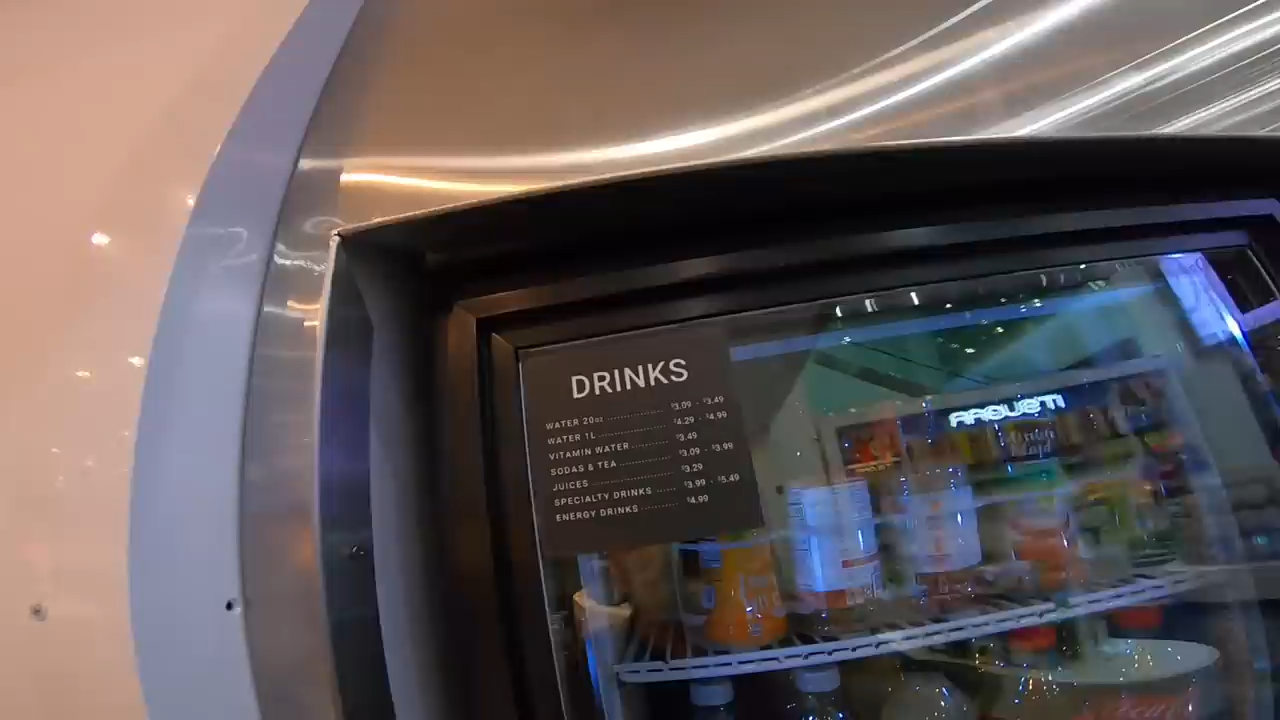 DRINKS
WATER 20oz ................ $3.09 - $3.49
WATER 1L .................... $4.29 - $4.99
VITAMIN WATER .......... $3.49
SODAS & TEA .............. $3.09 - $3.99
JUICES ........................ $3.29
SPECIALTY DRINKS ...... $3.99 - $5.49
ENERGY DRINKS .......... $4.99